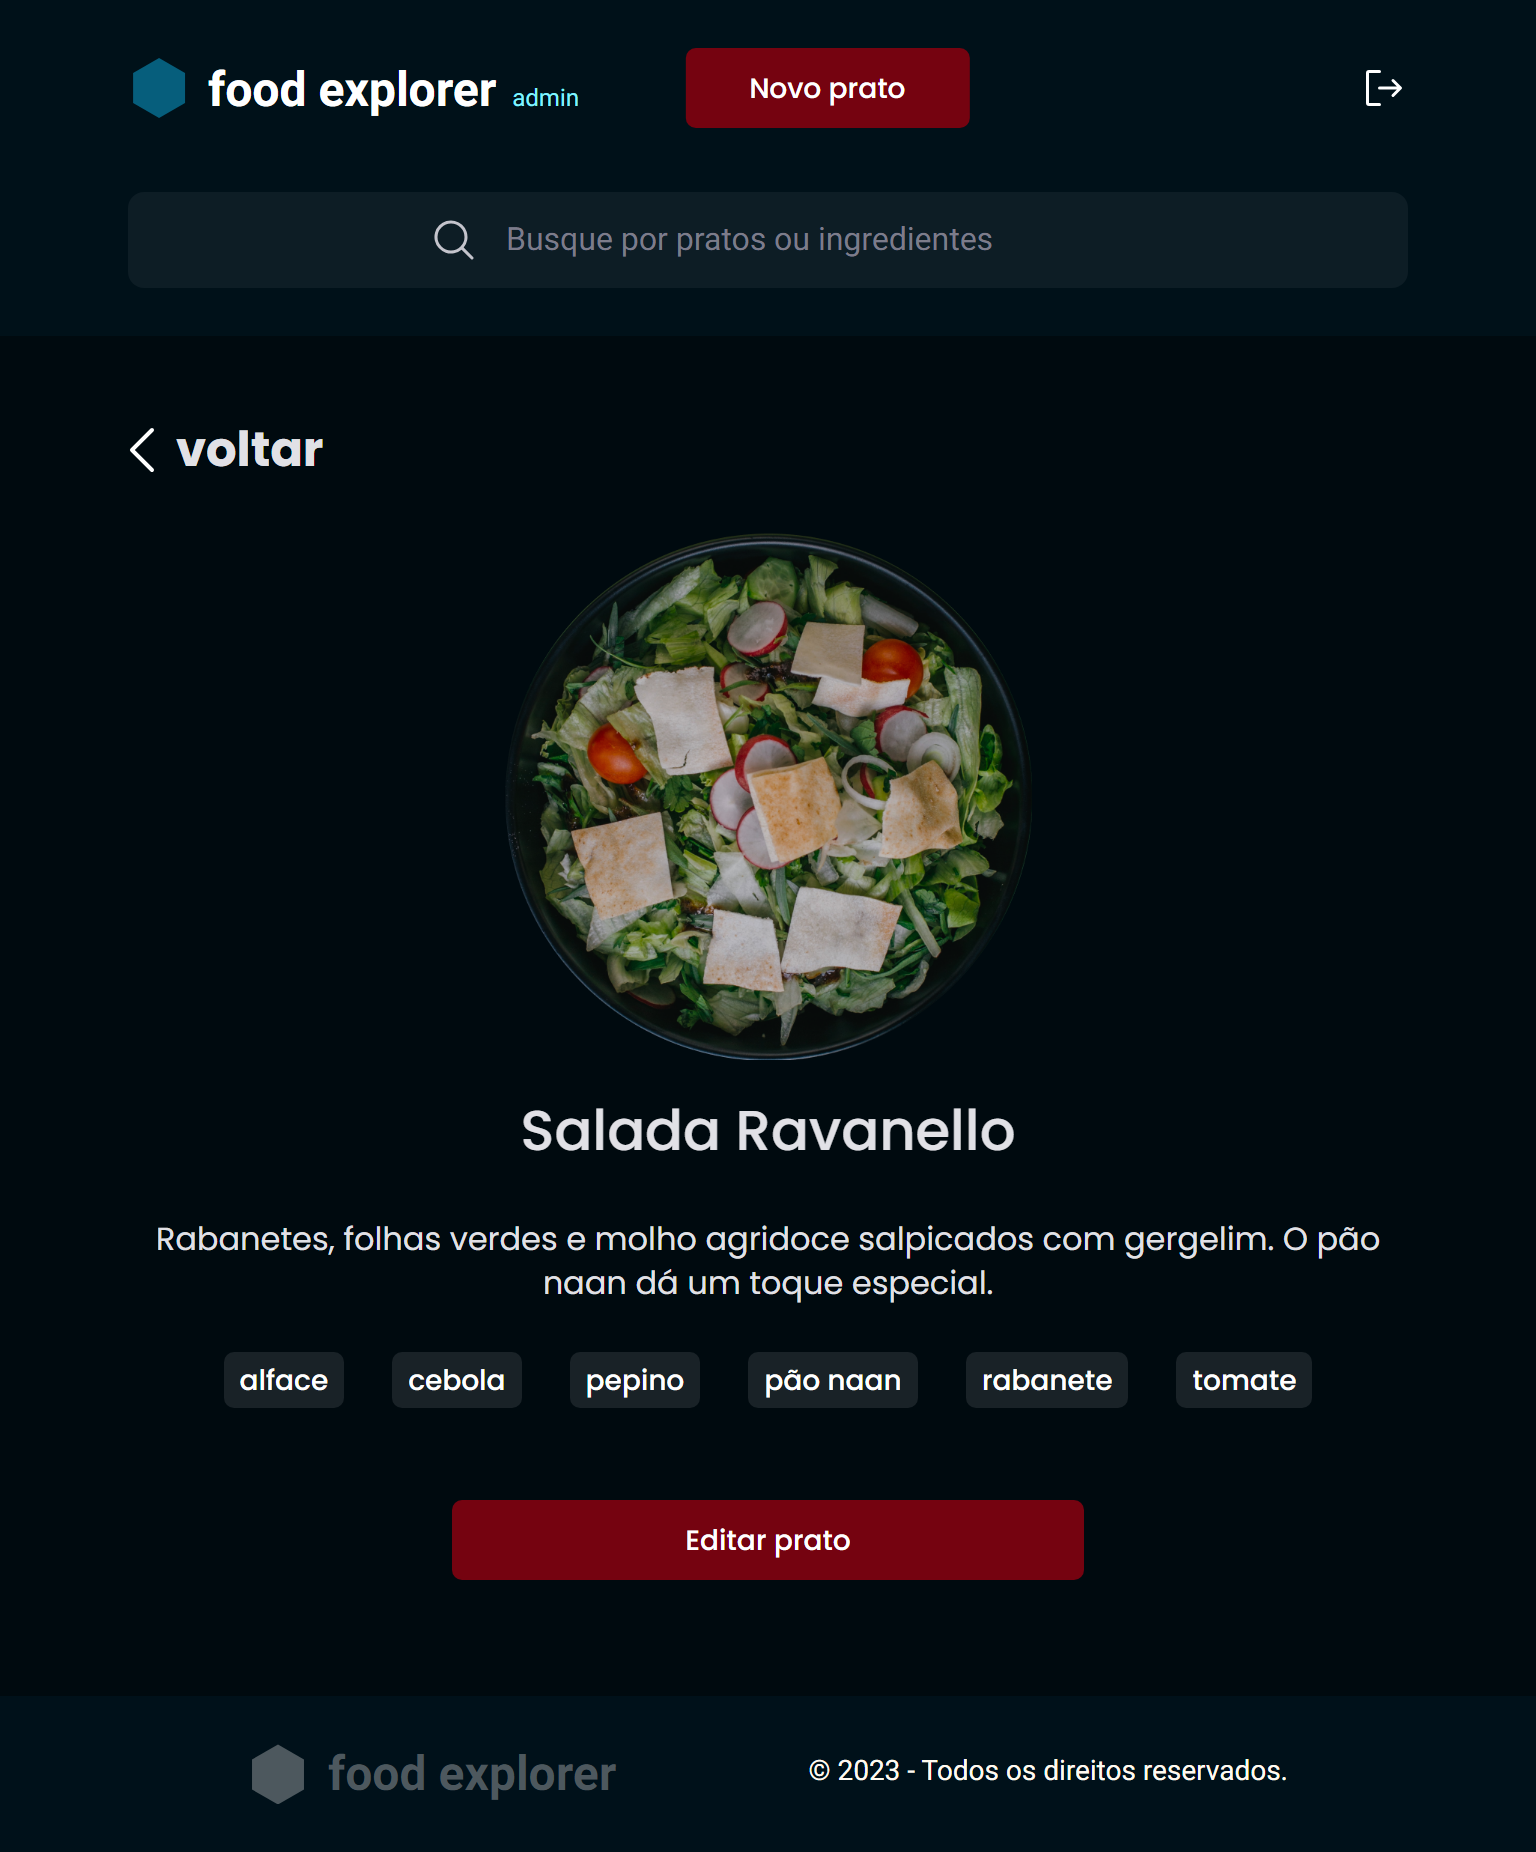 food explorer admin
Novo prato
Busque por pratos ou ingredientes
voltar
Salada Ravanello
Rabanetes, folhas verdes e molho agridoce salpicados com gergelim. O pão
naan dá um toque especial.
alface cebola pepino pão naan rabanete tomate
Editar prato
food explorer
© 2023 - Todos os direitos reservados.